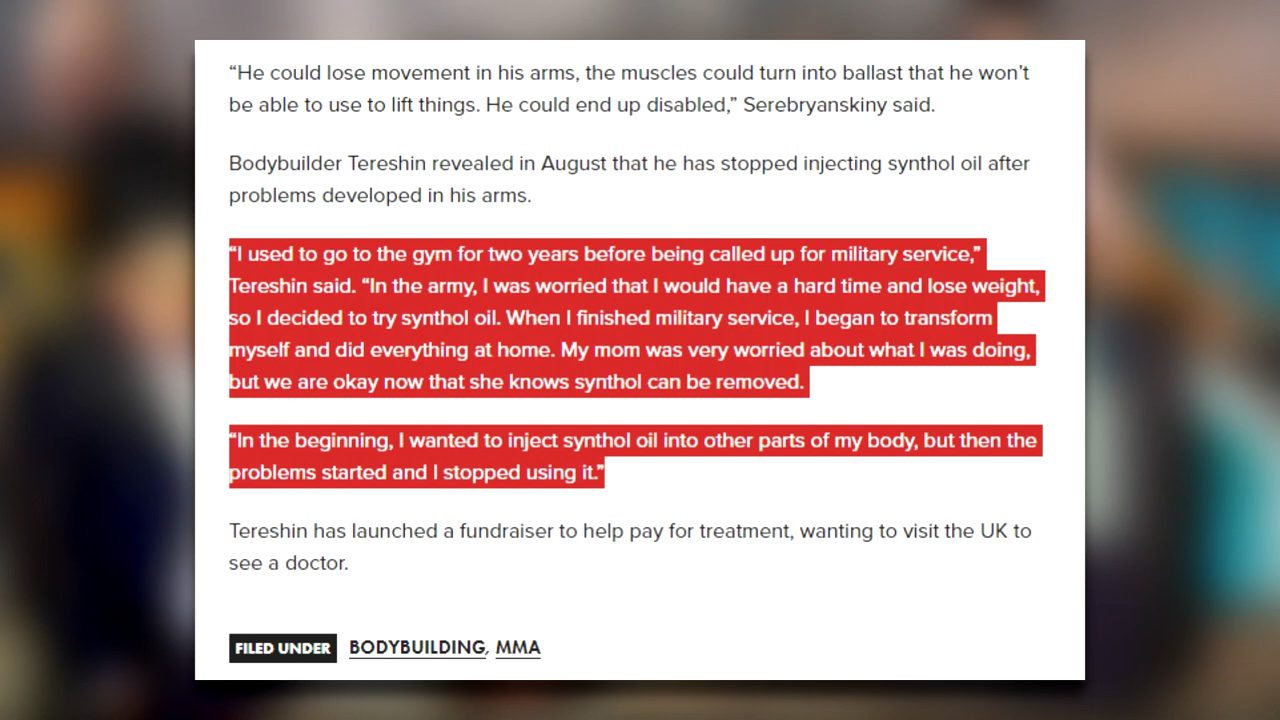 “He could lose movement in his arms, the muscles could turn into ballast that he won’t
be able to use to lift things. He could end up disabled,” Serebryanskiny said.
Bodybuilder Tereshin revealed in August that he has stopped injecting synthol oil after
problems developed in his arms.
“I used to go to the gym for two years before being called up for military service,”
Tereshin said. “In the army, I was worried that I would have a hard time and lose weight,
so I decided to try synthol oil. When I finished military service, I began to transform
myself and did everything at home. My mom was very worried about what I was doing,
but we are okay now that she knows synthol can be removed.
“In the beginning, I wanted to inject synthol oil into other parts of my body, but then the
problems started and I stopped using it.”
Tereshin has launched a fundraiser to help pay for treatment, wanting to visit the UK to
see a doctor.
FILED UNDER BODYBUILDING, MMA